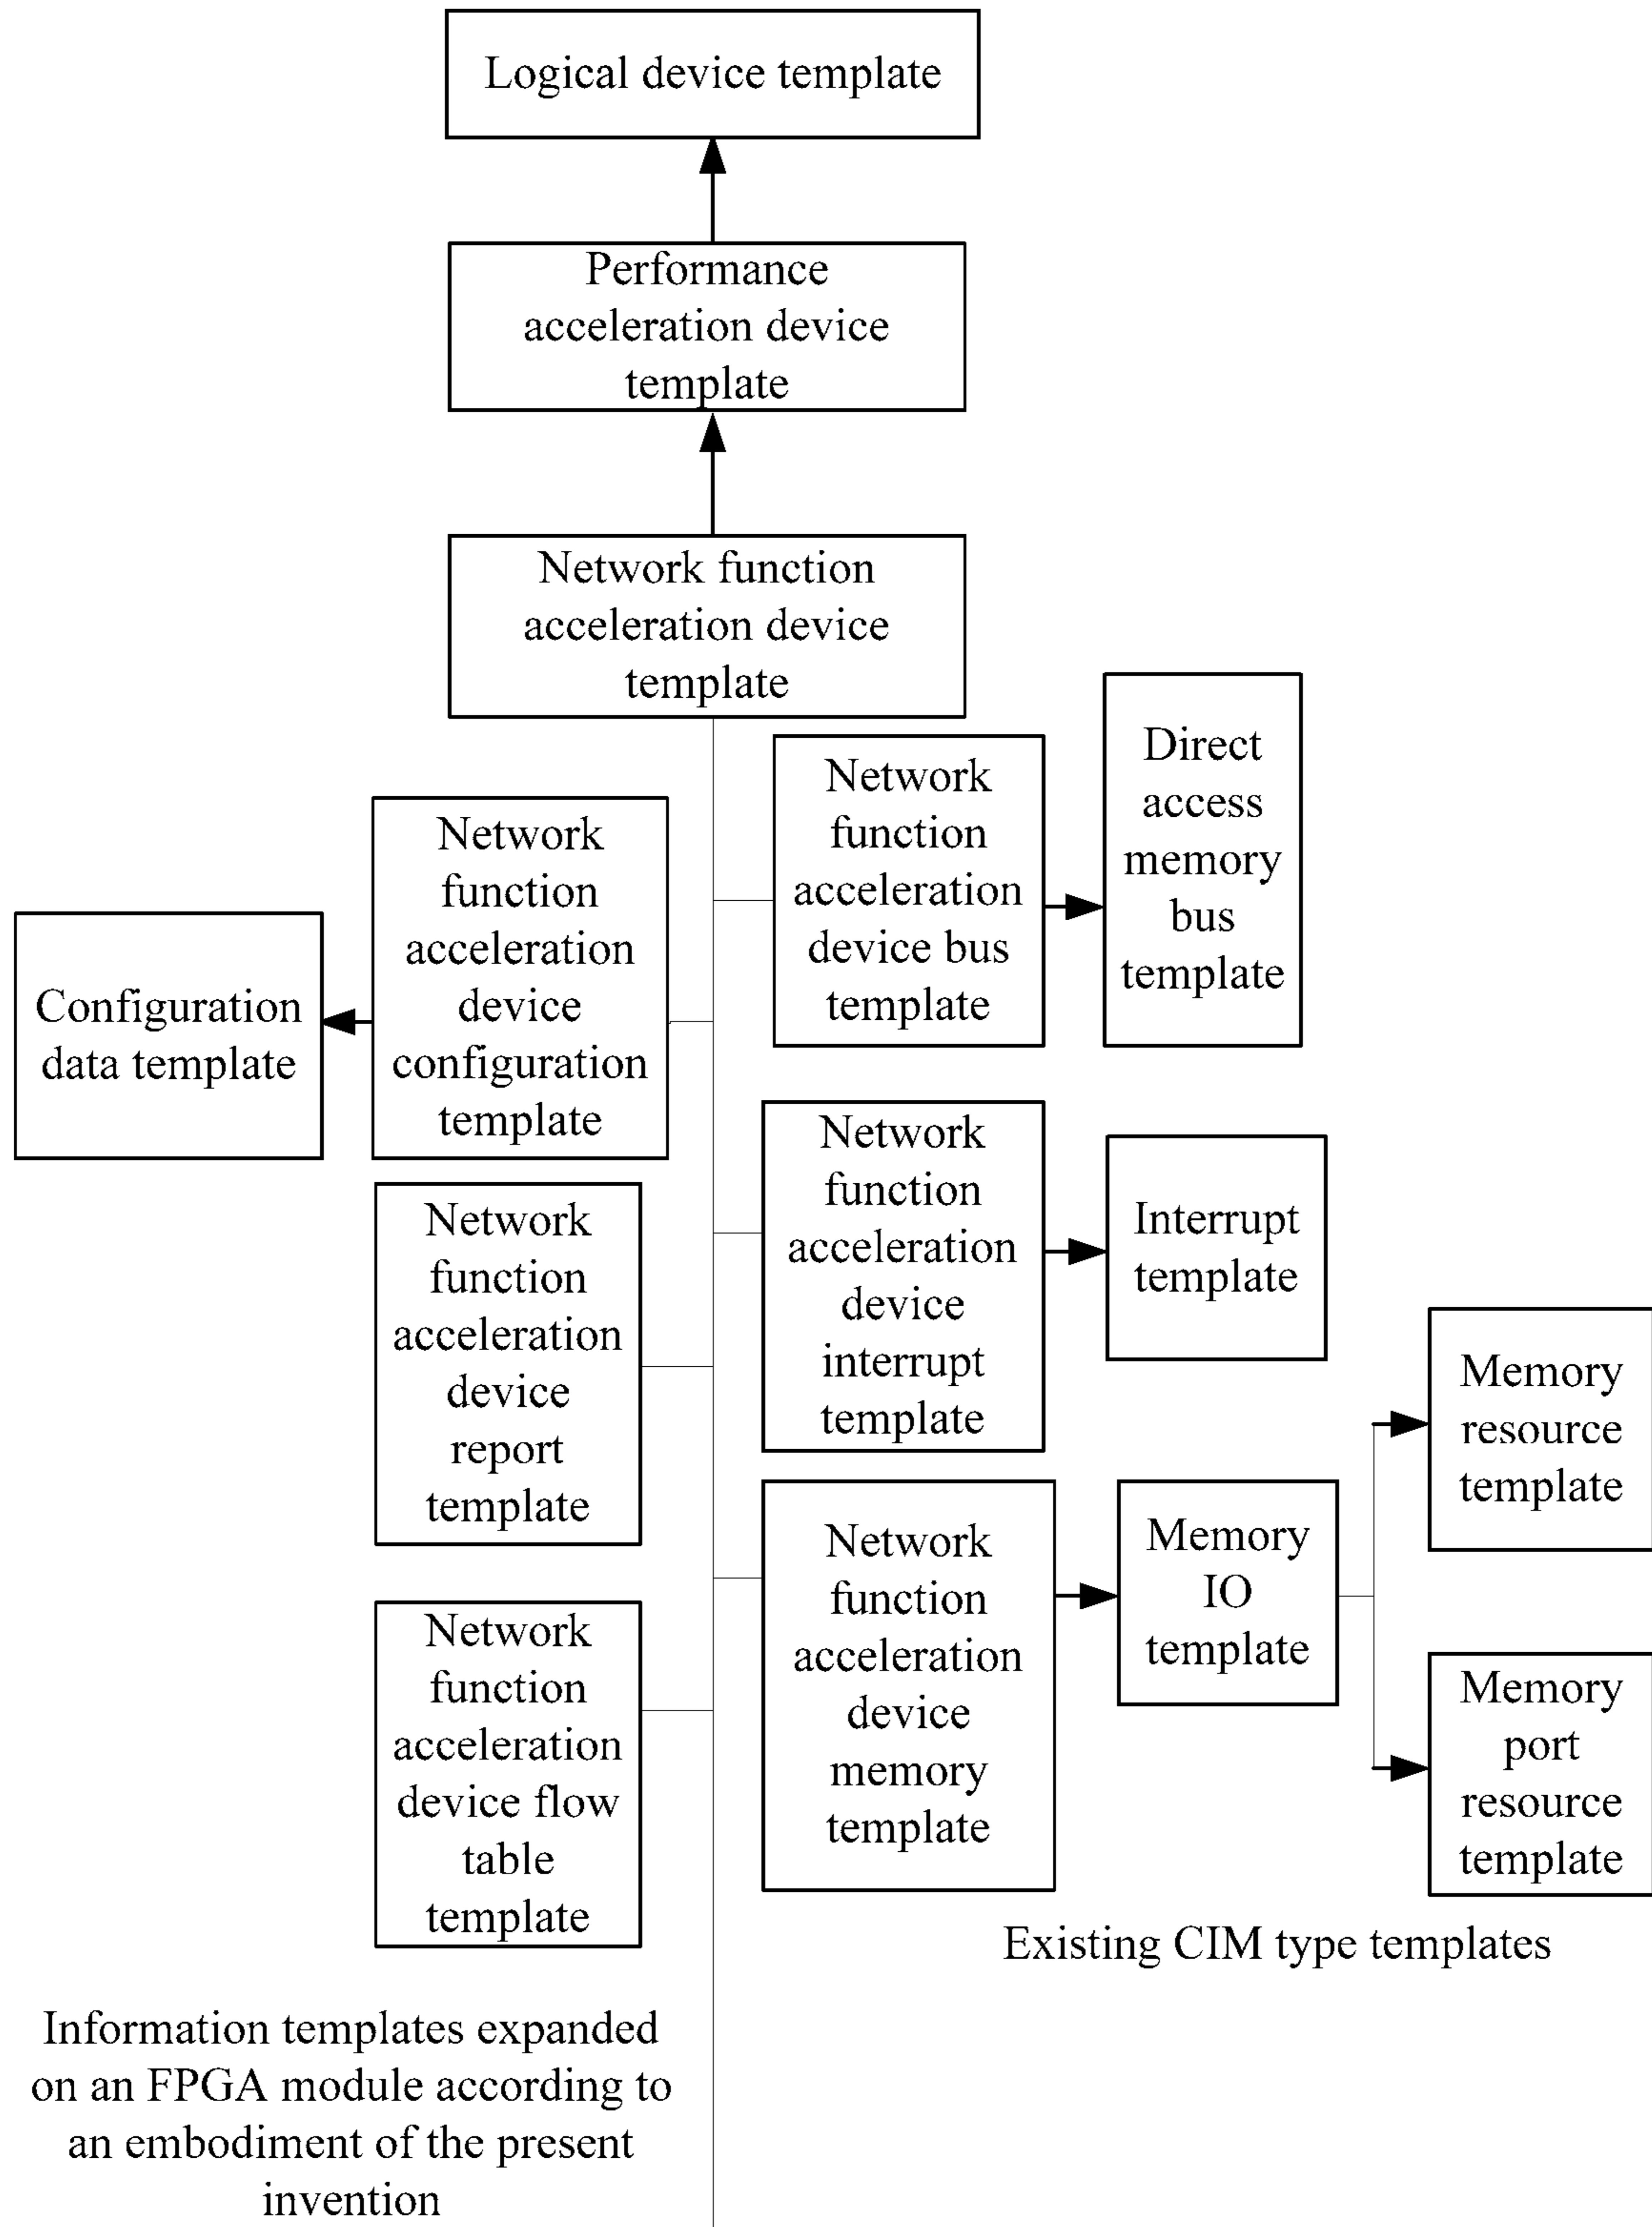 Logical device template
Performance
acceleration device
template
Network function
acceleration device
template
Network
function
acceleration
device bus
template
Direct
access
memory
bus
template
Network
function
acceleration
device
configuration
template
Configuration
data template
Network
function
acceleration
device
interrupt
template
Interrupt
template
Network
function
acceleration
device
report
template
Memory
resource
template
Network
function
acceleration
device
memory
template
Memory
IO
template
Network
function
acceleration
device flow
table
template
Memory
port
resource
template
Existing CIM type templates
Information templates expanded
on an FPGA module according to
an embodiment of the present
invention